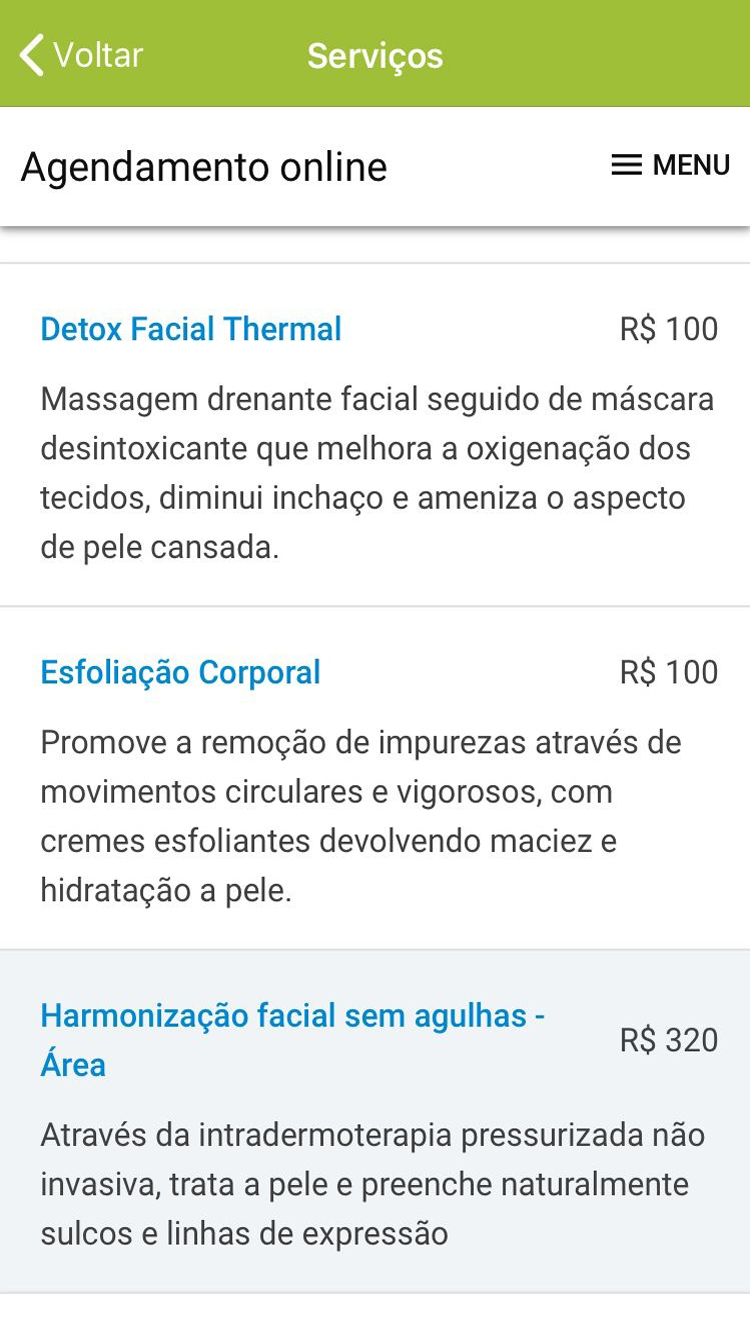 Voltar
Serviços
Agendamento online
MENU
Detox Facial Thermal
R$ 100
Massagem drenante facial seguido de máscara
desintoxicante que melhora a oxigenação dos
tecidos, diminui inchaço e ameniza o aspecto
de pele cansada.
Esfoliação Corporal
R$ 100
Promove a remoção de impurezas através de
movimentos circulares e vigorosos, com
cremes esfoliantes devolvendo maciez e
hidratação a pele.
Harmonização facial sem agulhas -
Área
R$ 320
Através da intradermoterapia pressurizada não
invasiva, trata a pele e preenche naturalmente
sulcos e linhas de expressão